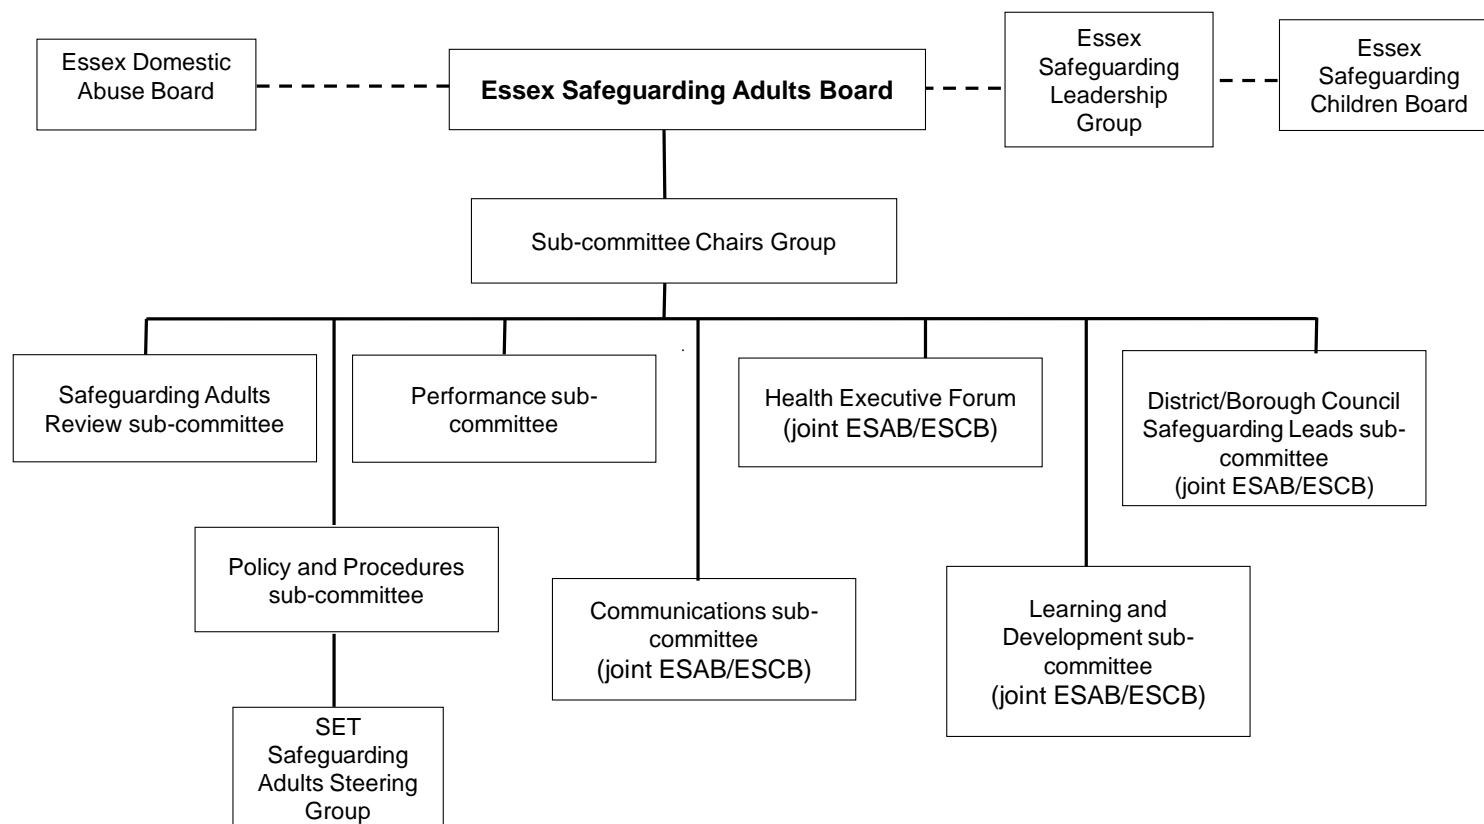 Essex Domestic
Abuse Board
Essex Safeguarding Adults Board
Essex
Safeguarding
Leadership
Group
Essex
Safeguarding
Children Board
Sub-committee Chairs Group
Safeguarding Adults
Review sub-committee
Performance sub-
committee
Health Executive Forum
(joint ESAB/ESCB)
District/Borough Council
Safeguarding Leads sub-
committee
(joint ESAB/ESCB)
Policy and Procedures
sub-committee
Communications sub-
committee
(joint ESAB/ESCB)
Learning and
Development sub-
committee
(joint ESAB/ESCB)
SET
Safeguarding
Adults Steering
Group